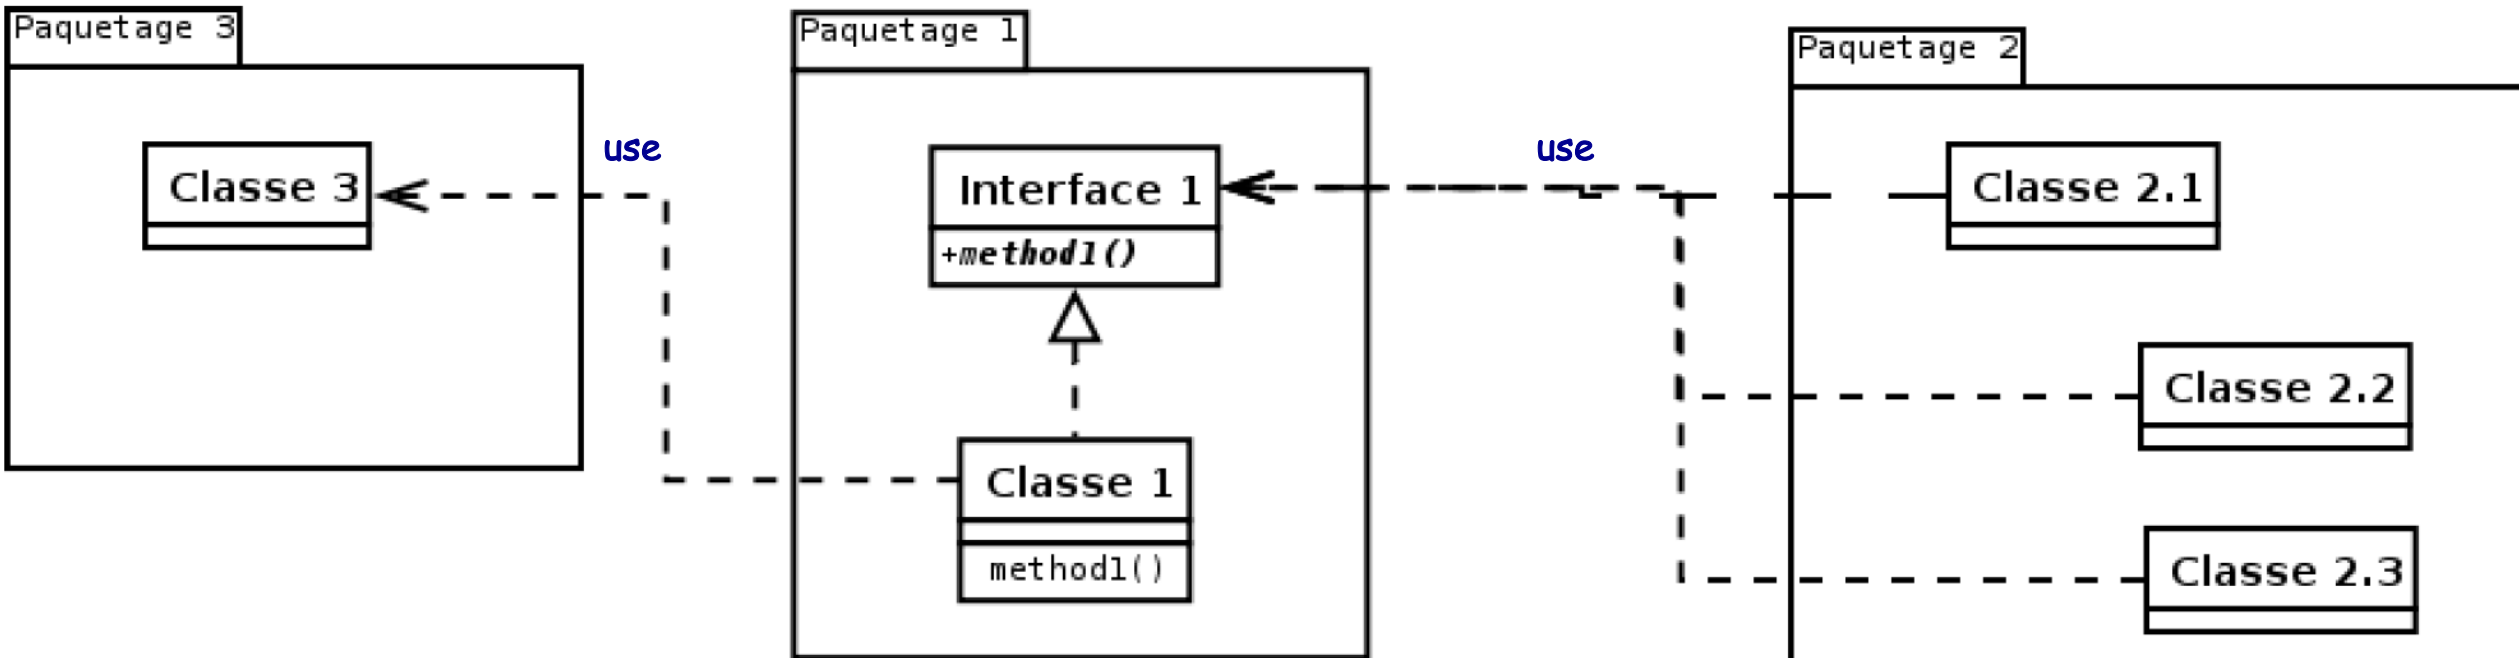 Paquetage 3
Classe 3
use
Paquetage 1
Interface 1
+method1()
Classe 1
method1()
use
Paquetage 2
Classe 2.1
Classe 2.2
Classe 2.3